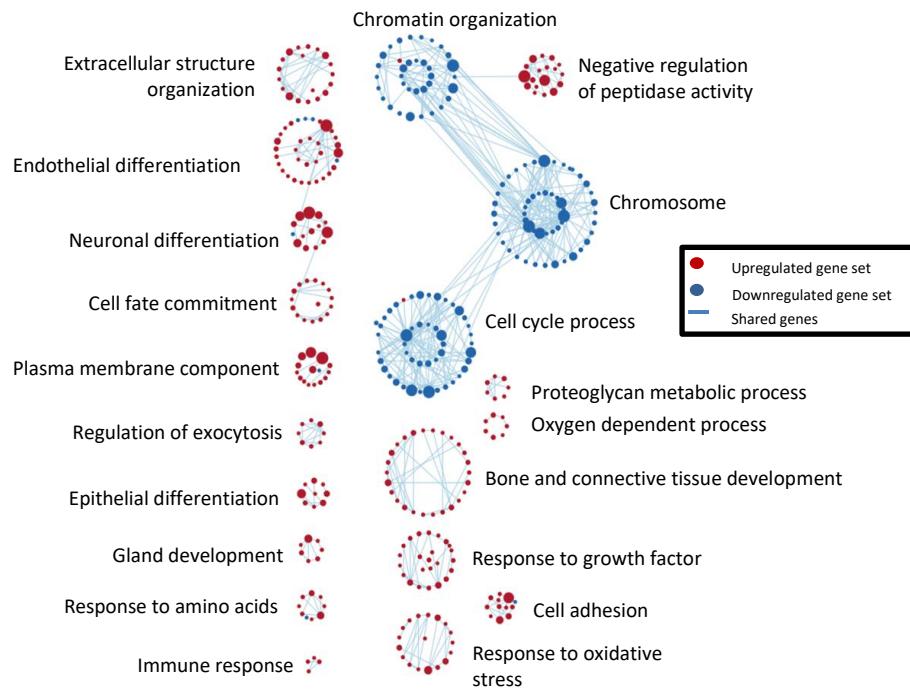 Chromatin organization
Extracellular structure
organization
Negative regulation
of peptidase activity
Endothelial differentiation
Chromosome
Neuronal differentiation
Upregulated gene set
Downregulated gene set
Shared genes
Cell fate commitment
Cell cycle process
Plasma membrane component
Proteoglycan metabolic process
Oxygen dependent process
Regulation of exocytosis
Bone and connective tissue development
Epithelial differentiation
Gland development
Response to growth factor
Response to amino acids
Cell adhesion
Immune response
Response to oxidative
stress